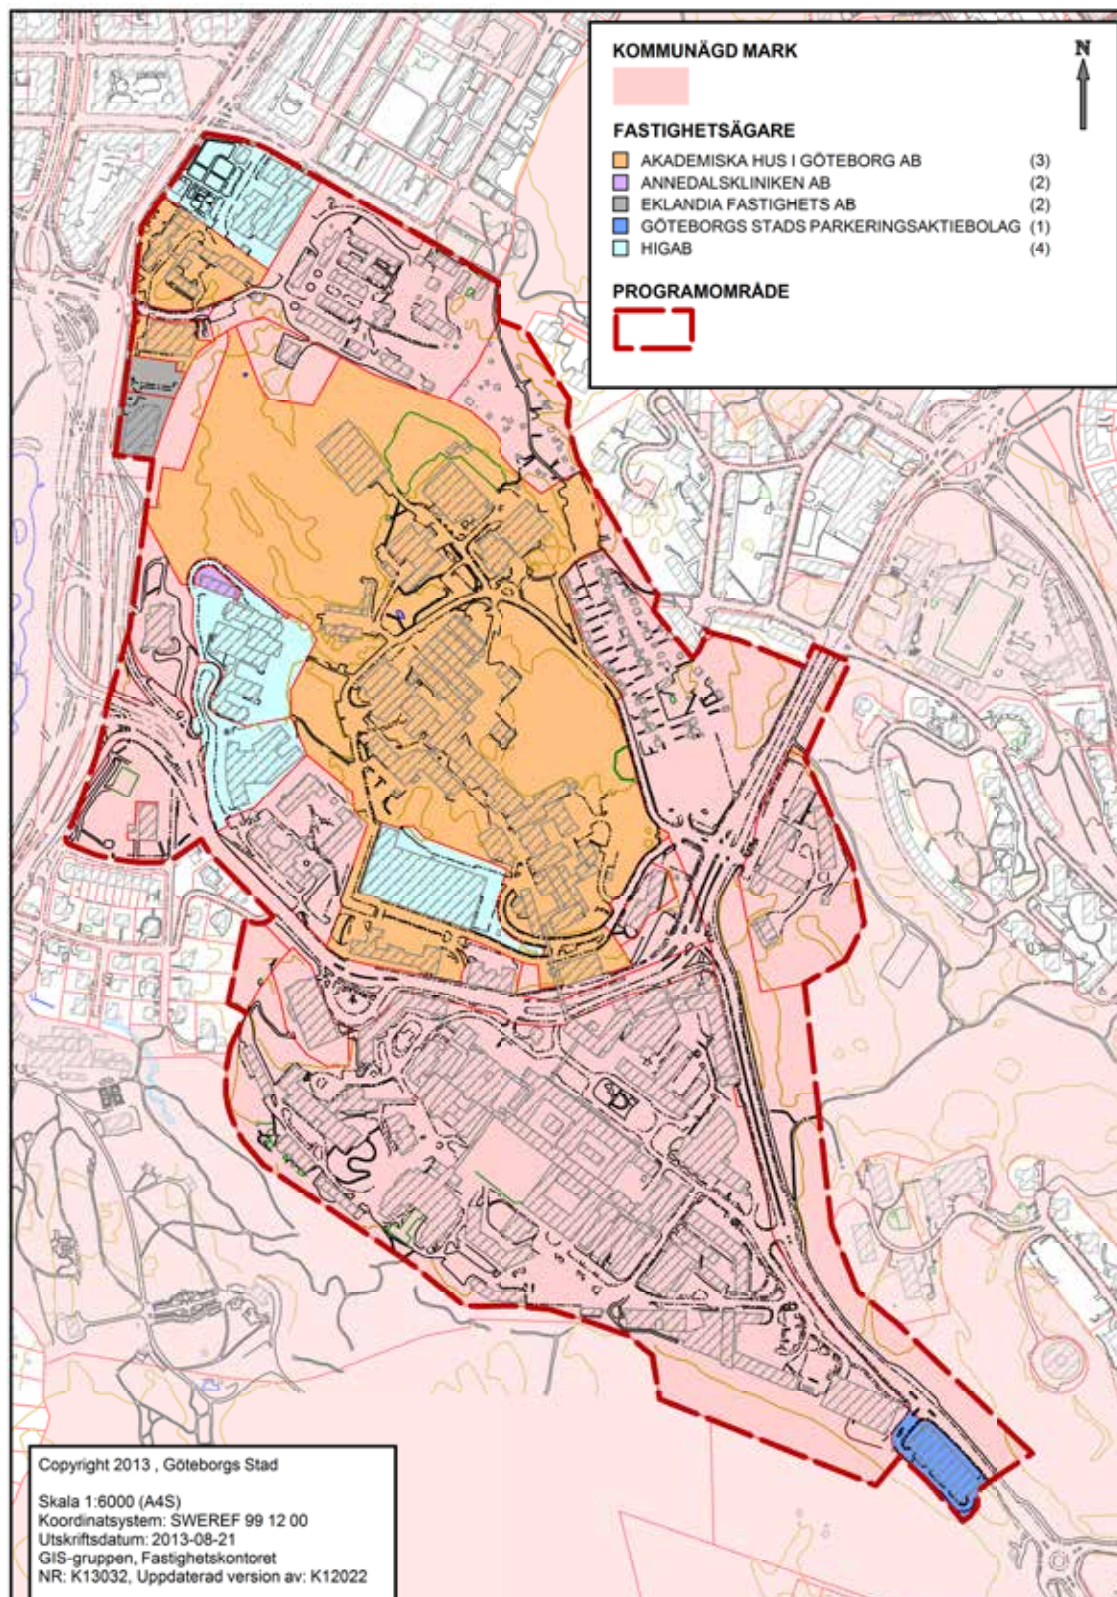 KOMMUNÄGD MARK
N
FASTIGHETSÄGARE
AKADEMISKA HUS I GÖTEBORG AB (3)
ANNEDALSKLINIKEN AB (2)
EKLANDIA FASTIGHETS AB (2)
GÖTEBORGS STADS PARKERINGSAKTIEBOLAG (1)
HIGAB (4)
PROGRAMOMRÅDE
Copyright 2013 , Göteborgs Stad
Skala 1:6000 (A4S)
Koordinatsystem: SWEREF 99 12 00
Utskriftsdatum: 2013-08-21
GIS-gruppen, Fastighetskontoret
NR: K13032, Uppdaterad version av: K12022